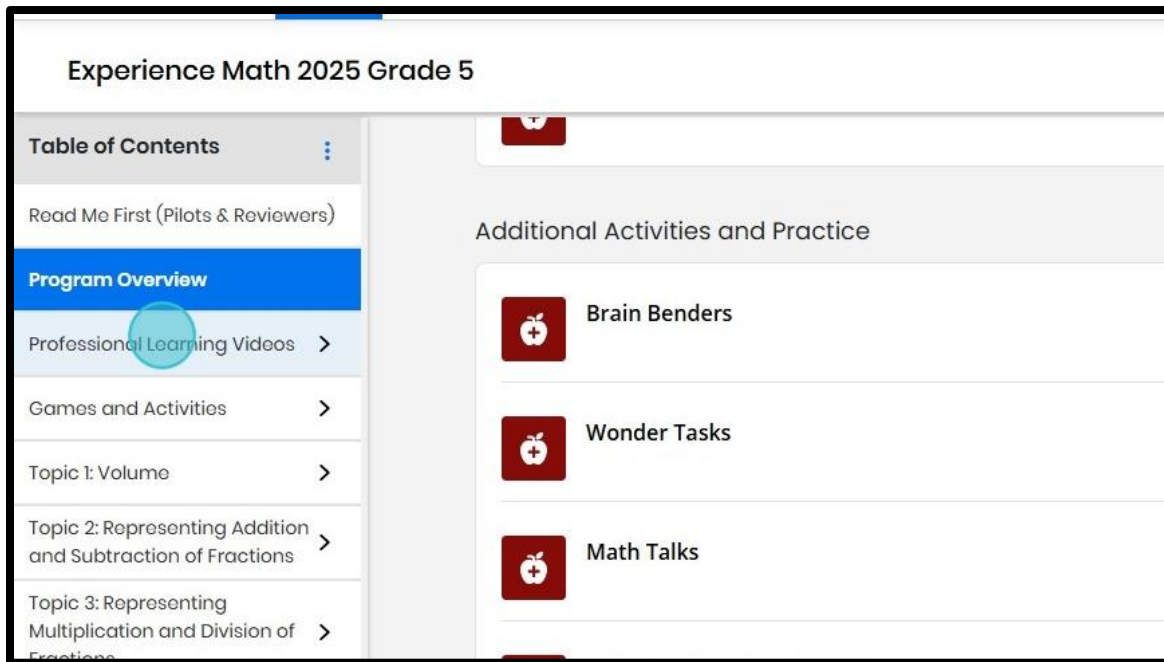 Experience Math 2025 Grade 5
Table of Contents
Read Me First (Pilots & Reviewers)
Program Overview
Professional Learning Videos
Games and Activities
Topic 1: Volume
Topic 2: Representing Addition
and Subtraction of Fractions
Topic 3: Representing
Multiplication and Division of
Fractions
Additional Activities and Practice
Brain Benders
Wonder Tasks
Math Talks